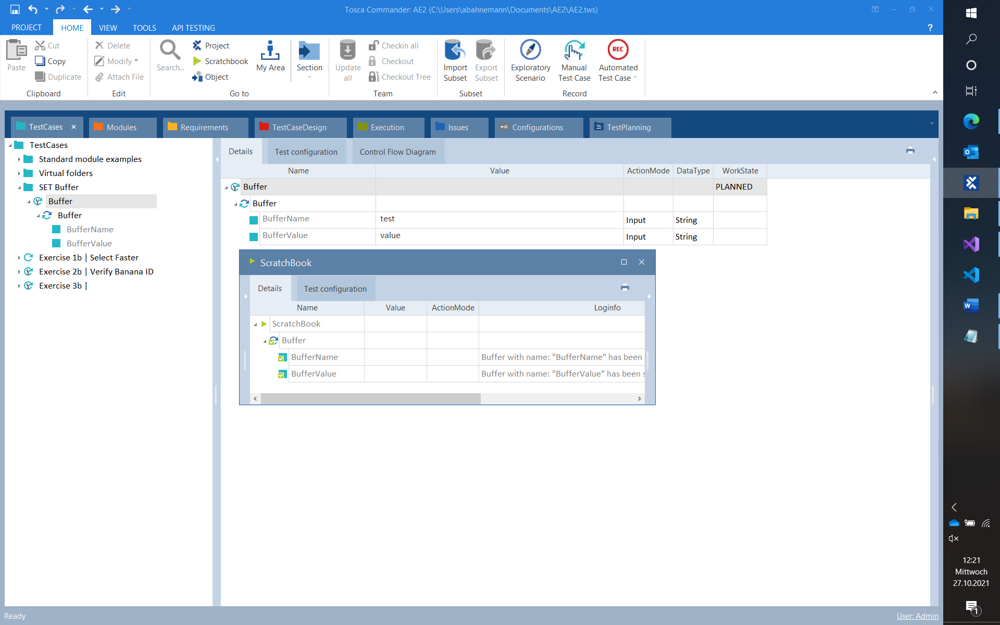 Tosca Commander: AE2 (C:\Users\abahnemann\Documents\AE2\AE2.tws)
PROJECT HOME VIEW TOOLS API TESTING ?
Paste
Cut
Copy
Duplicate
Clipboard
Delete
Modify
Attach File
Edit
Search...
Project
Scratchbook
Object
My Area
Section
Go to
Update all
Checkin all
Checkout
Checkout Tree
Team
Import Subset
Export Subset
Subset
Exploratory Scenario
Manual Test Case
REC
Automated Test Case
Record
TestCases Modules Requirements TestCaseDesign Execution Issues Configurations TestPlanning
TestCases
Standard module examples
Virtual folders
SET Buffer
Buffer
Buffer
BufferName
BufferValue
Exercise 1b | Select Faster
Exercise 2b | Verify Banana ID
Exercise 3b |
Details Test configuration Control Flow Diagram
Name Value ActionMode DataType WorkState
Buffer PLANNED
Buffer
BufferName test Input String
BufferValue value Input String
ScratchBook
Details Test configuration
Name Value ActionMode Loginfo
ScratchBook
Buffer
BufferName Buffer with name: "BufferName" has been
BufferValue Buffer with name: "BufferValue" has been s
Ready
User: Admin
12:21
Mittwoch
27.10.2021
1